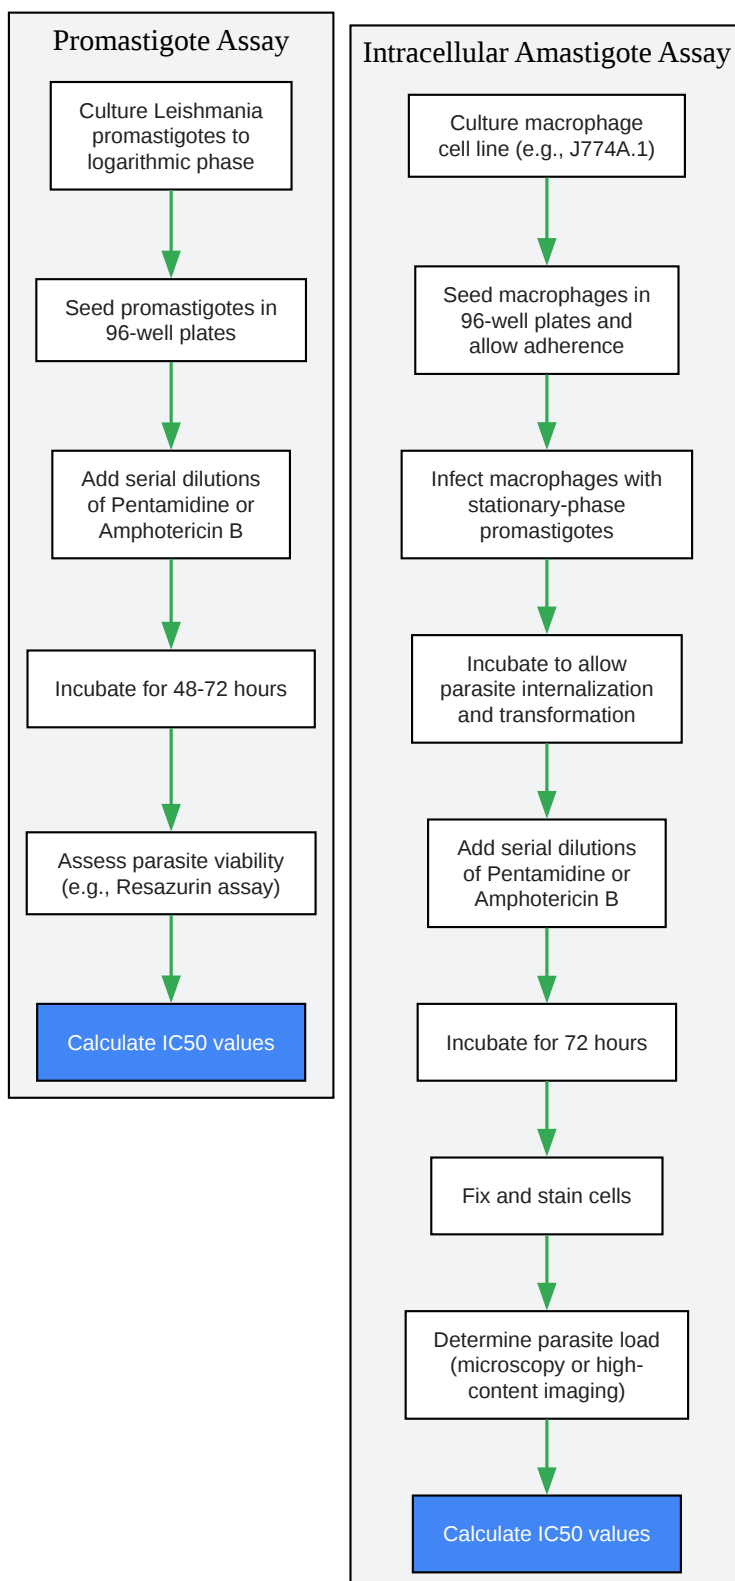 Promastigote Assay
Culture Leishmania
promastigotes to
logarithmic phase
Seed promastigotes in
96-well plates
Add serial dilutions
of Pentamidine or
Amphotericin B
Incubate for 48-72 hours
Assess parasite viability
(e.g., Resazurin assay)
Calculate IC50 values
Intracellular Amastigote Assay
Culture macrophage
cell line (e.g., J774A.1)
Seed macrophages in
96-well plates and
allow adherence
Infect macrophages with
stationary-phase
promastigotes
Incubate to allow
parasite internalization
and transformation
Add serial dilutions
of Pentamidine or
Amphotericin B
Incubate for 72 hours
Fix and stain cells
Determine parasite load
(microscopy or high-
content imaging)
Calculate IC50 values